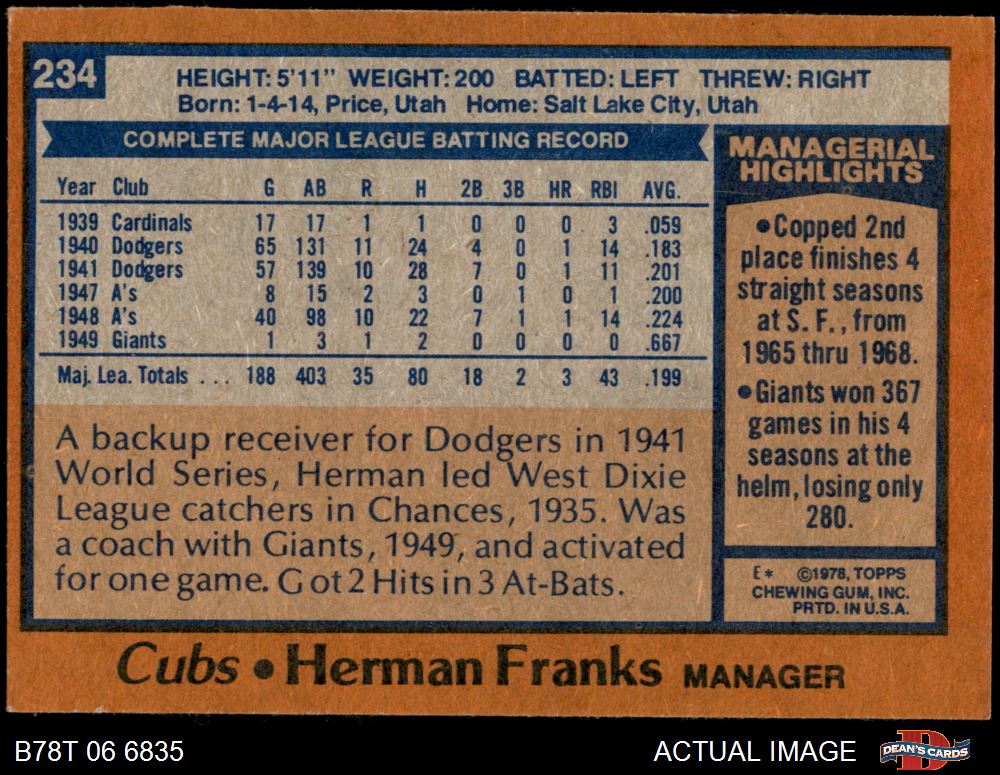 234
HEIGHT: 5'11" WEIGHT: 200 BATTED: LEFT THREW: RIGHT
Born: 1-4-14, Price, Utah Home: Salt Lake City, Utah
COMPLETE MAJOR LEAGUE BATTING RECORD
Year Club G AB R H 2B 3B HR RBI AVG.
1939 Cardinals 17 17 1 1 0 0 0 3 .059
1940 Dodgers 65 131 11 24 4 0 1 14 .183
1941 Dodgers 57 139 10 28 7 0 1 11 .201
1947 A's 8 15 2 3 0 1 0 1 .200
1948 A's 40 98 10 22 7 1 1 14 .224
1949 Giants 1 3 1 2 0 0 0 0 .667
Maj. Lea. Totals . . . 188 403 35 80 18 2 3 43 .199
A backup receiver for Dodgers in 1941
World Series, Herman led West Dixie
League catchers in Chances, 1935. Was
a coach with Giants, 1949, and activated
for one game. Got 2 Hits in 3 At-Bats.
MANAGERIAL
HIGHLIGHTS
•Copped 2nd
place finishes 4
straight seasons
at S. F., from
1965 thru 1968.
•Giants won 367
games in his 4
seasons at the
helm, losing only
280.
E* ©1978, TOPPS
CHEWING GUM, INC.
PRTD. IN U.S.A.
Cubs • Herman Franks MANAGER
B78T 06 6835
ACTUAL IMAGE
DEAN'S CARDS